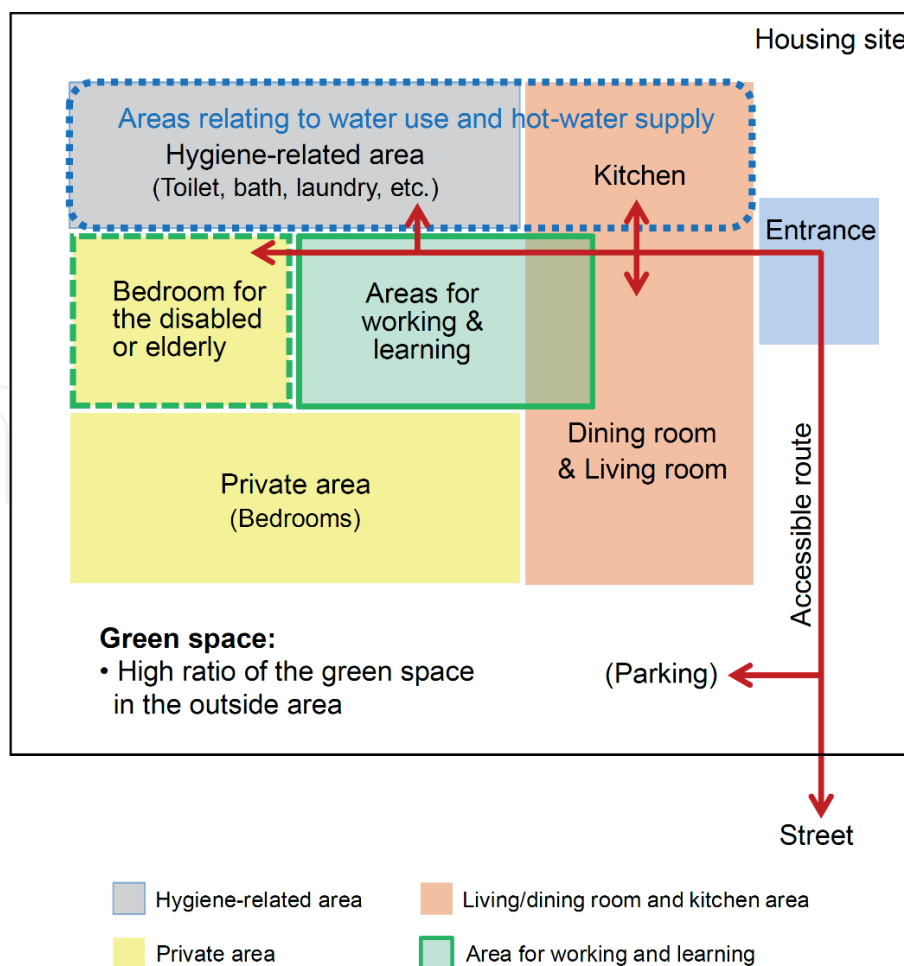 Housing site
Areas relating to water use and hot-water supply
Hygiene-related area
(Toilet, bath, laundry, etc.)
Kitchen
Entrance
Bedroom for
the disabled
or elderly
Areas for
working &
learning
Dining room
& Living room
Private area
(Bedrooms)
Accessible route
Green space:
• High ratio of the green space
in the outside area
(Parking)
Street
Hygiene-related area
Living/dining room and kitchen area
Private area
Area for working and learning